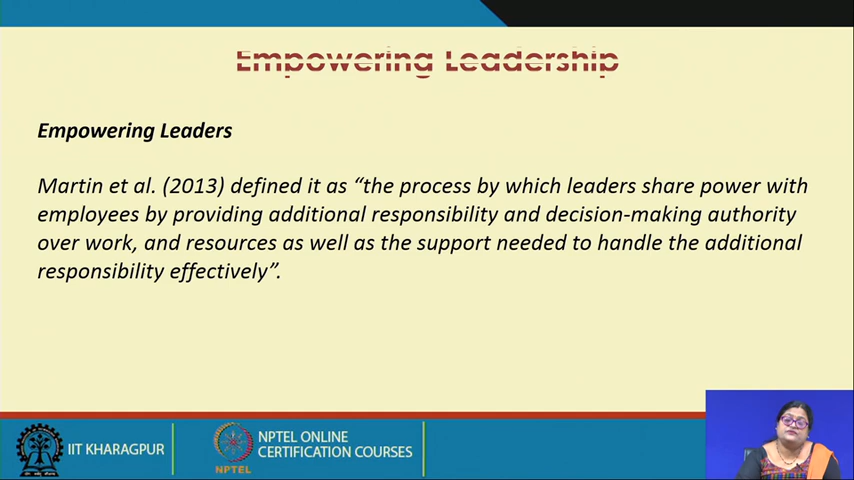 Empowering Leadership
Empowering Leaders
Martin et al. (2013) defined it as “the process by which leaders share power with
employees by providing additional responsibility and decision-making authority
over work, and resources as well as the support needed to handle the additional
responsibility effectively”.
IIT KHARAGPUR
NPTEL
NPTEL ONLINE
CERTIFICATION COURSES